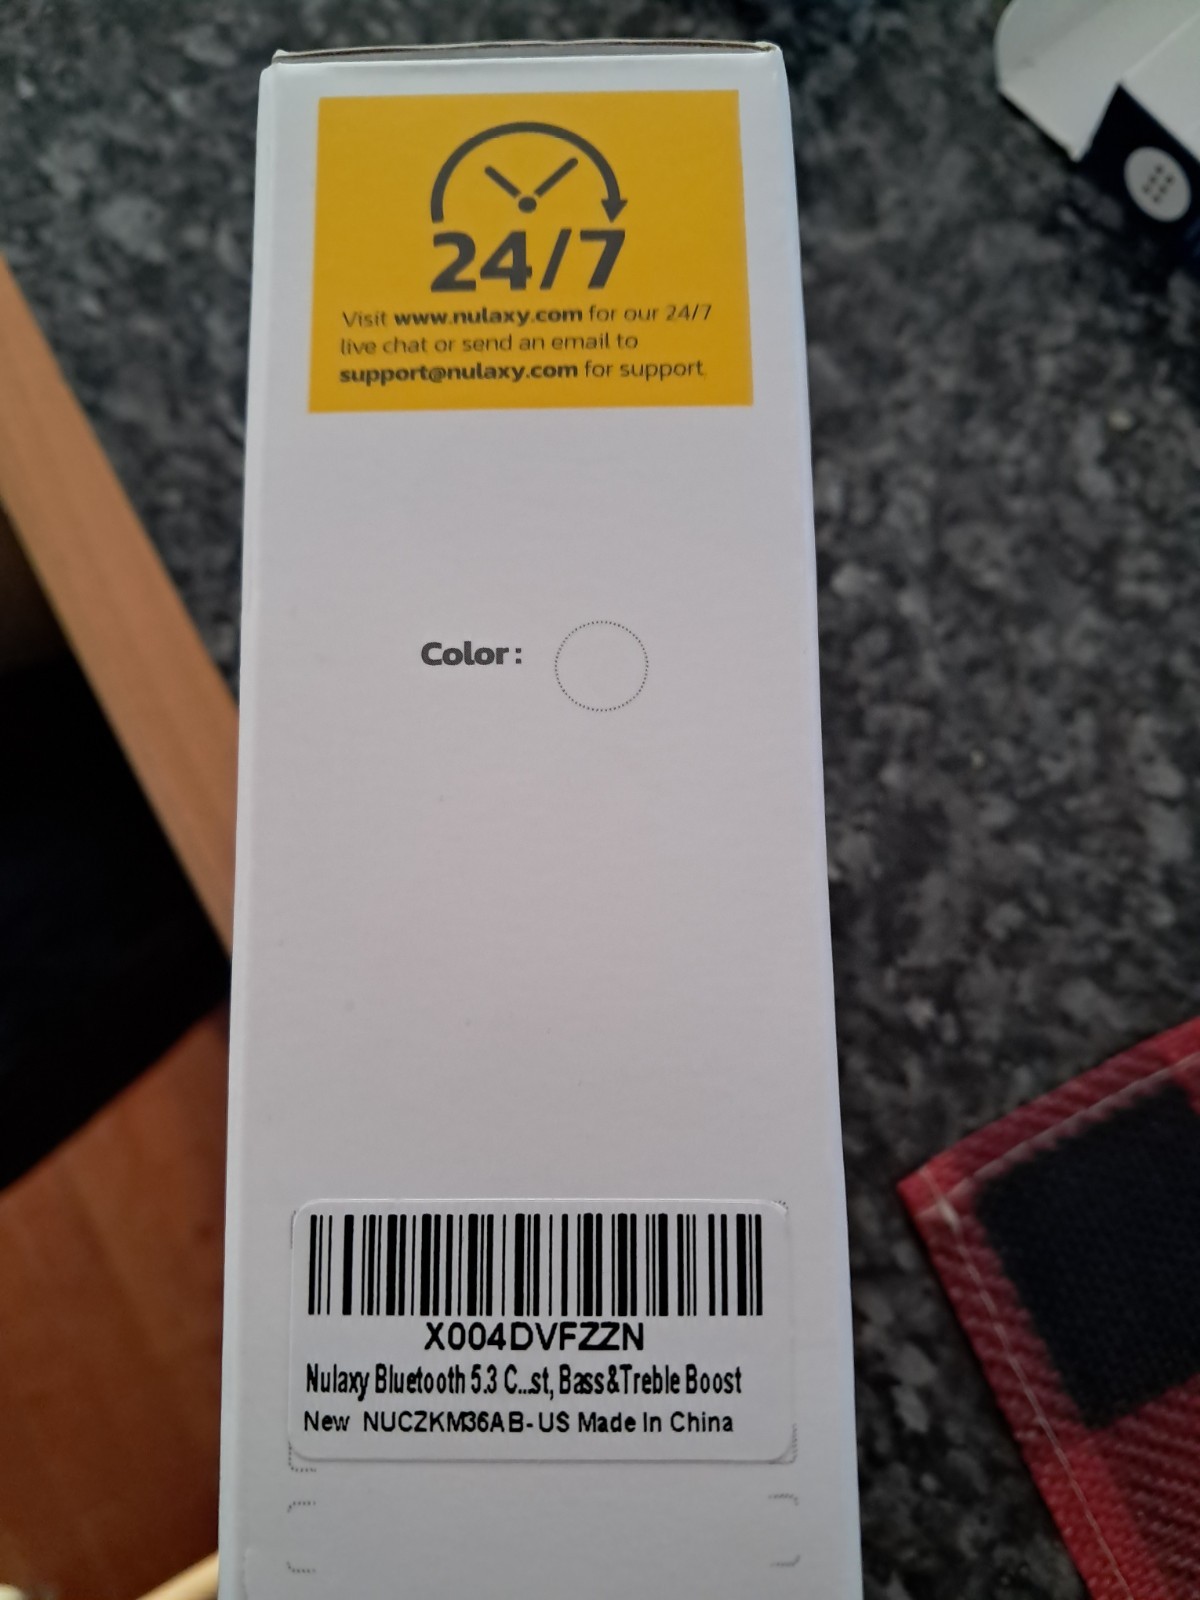 24/7
Visit www.nulaxy.com for our 24/7
live chat or send an email to
support@nulaxy.com for support
Color:
X004DVFZZN
Nulaxy Bluetooth 5.3 C...st, Bass&Treble Boost
New NUCZKM36AB-US Made In China